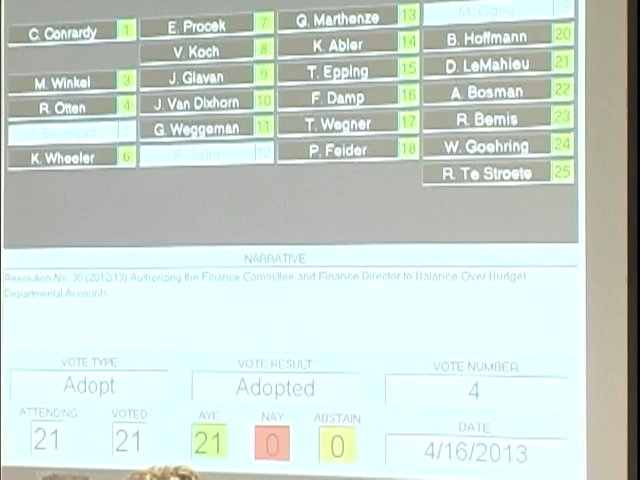 C. Conrardy 1
M. Winkel 3
R. Otten 4
J. Baumgart 5
K. Wheeler 6
E. Procek 7
V. Koch 8
J. Glavan 9
J. Van Dixhorn 10
G. Weggeman 11
12
G. Marthenze 13
K. Abler 14
T. Epping 15
F. Damp 16
T. Wegner 17
P. Feider 18
B. Hoffmann 20
D. LeMahieu 21
A. Bosman 22
R. Bemis 23
W. Goehring 24
R. Te Stroete 25
NARRATIVE
Resolution No. 30 (2012/13) Authorizing the Finance Committee and Finance Director to Balance Over Budget
Departmental Accounts
VOTE TYPE
Adopt
VOTE RESULT
Adopted
VOTE NUMBER
4
ATTENDING
21
VOTED
21
AYE
21
NAY
0
ABSTAIN
0
DATE
4/16/2013